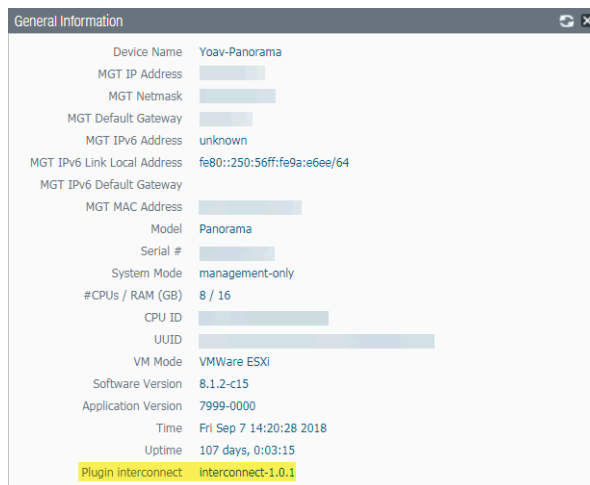 General Information
Device Name Yoav-Panorama
MGT IP Address
MGT Netmask
MGT Default Gateway
MGT IPv6 Address unknown
MGT IPv6 Link Local Address fe80::250:56ff:fe9a:e6ee/64
MGT IPv6 Default Gateway
MGT MAC Address
Model Panorama
Serial #
System Mode management-only
#CPUs / RAM (GB) 8 / 16
CPU ID
UUID
VM Mode VMWare ESXi
Software Version 8.1.2-c15
Application Version 7999-0000
Time Fri Sep 7 14:20:28 2018
Uptime 107 days, 0:03:15
Plugin interconnect interconnect-1.0.1